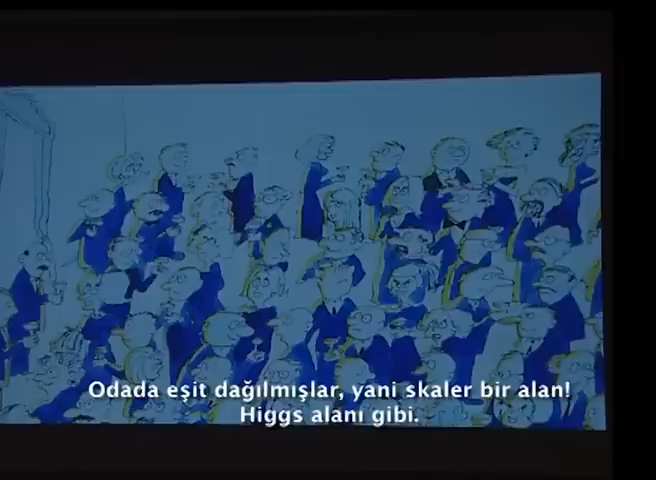 Odada eşit dağılmışlar, yani skaler bir alan!
Higgs alanı gibi.